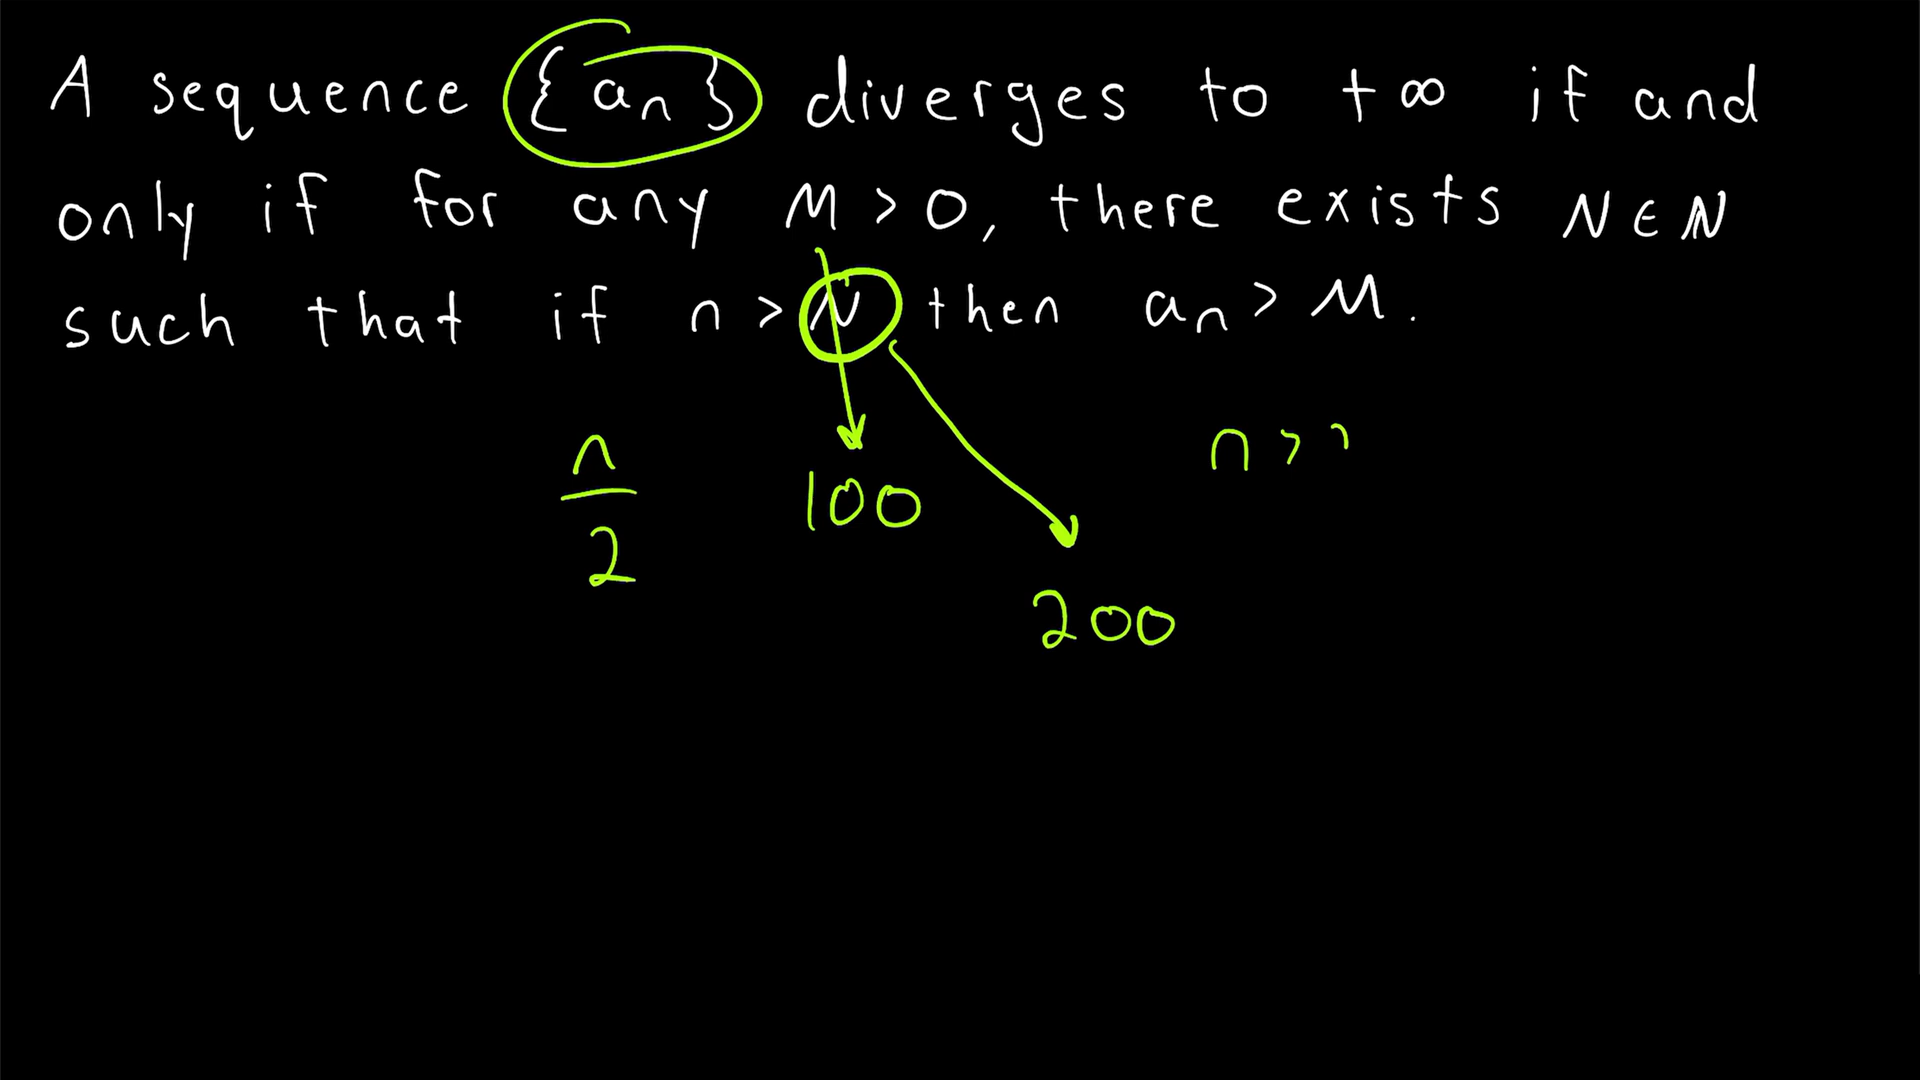 A sequence {aₙ} diverges to +∞ if and
only if for any M > 0, there exists N ∈ ℕ
such that if n > N then aₙ > M.
n/2 100 n >
200